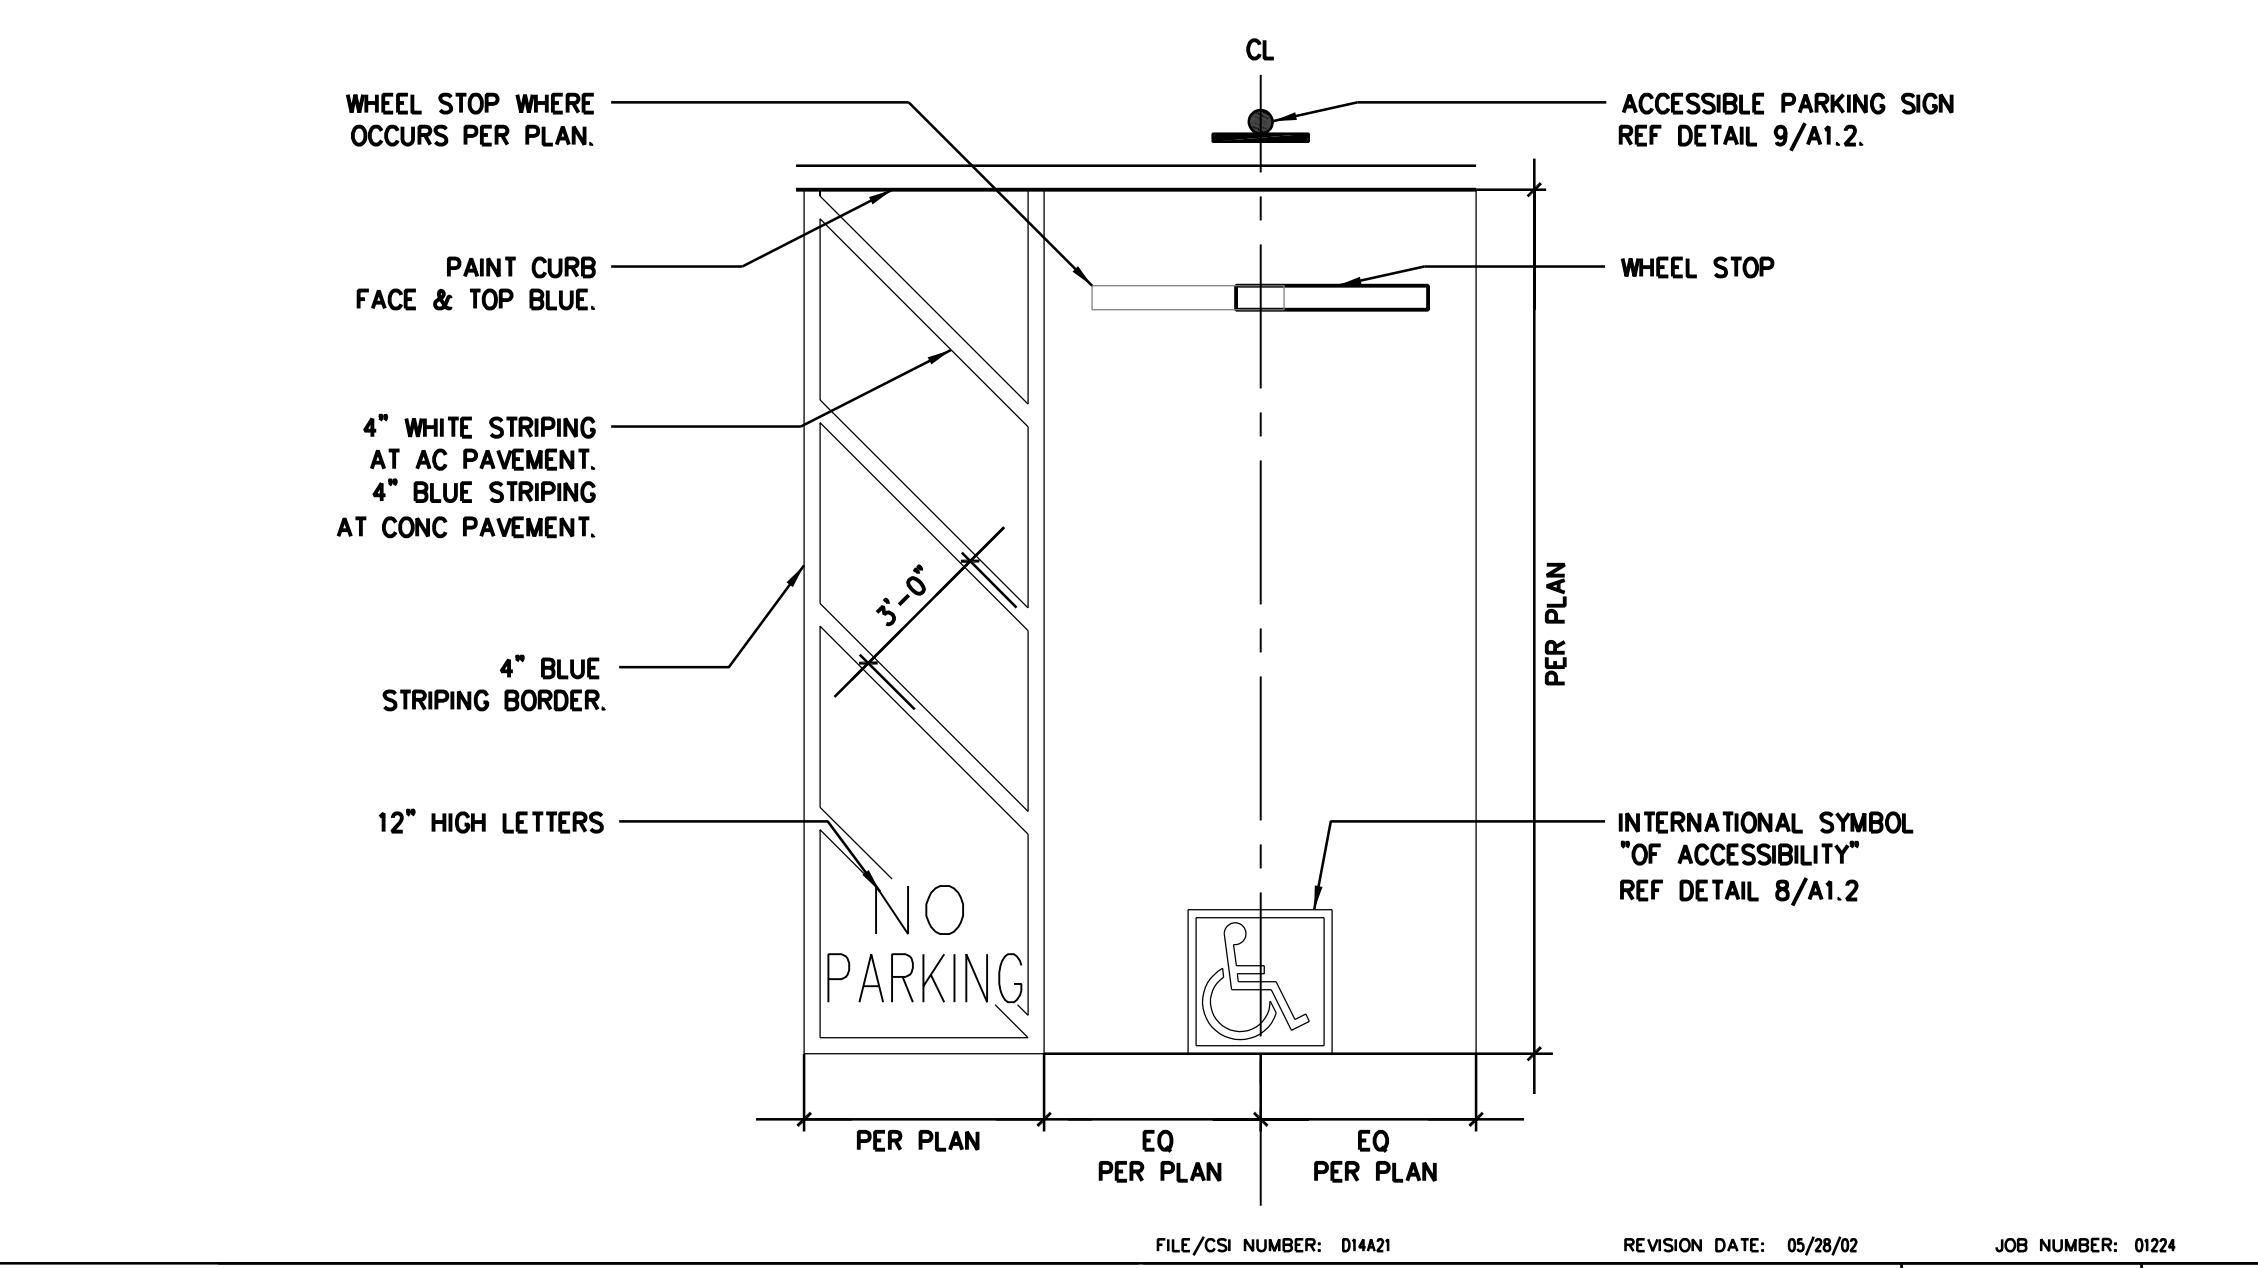 CL
WHEEL STOP WHERE
OCCURS PER PLAN.
ACCESSIBLE PARKING SIGN
REF DETAIL 9/A1.2.
PAINT CURB
FACE & TOP BLUE.
WHEEL STOP
4" WHITE STRIPING
AT AC PAVEMENT.
4" BLUE STRIPING
AT CONC PAVEMENT.
3'-0"
PER PLAN
4" BLUE
STRIPING BORDER.
12" HIGH LETTERS
INTERNATIONAL SYMBOL
"OF ACCESSIBILITY"
REF DETAIL 8/A1.2
NO
PARKING
PER PLAN
EQ
PER PLAN
EQ
PER PLAN
FILE/CSI NUMBER: D14A21
REVISION DATE: 05/28/02
JOB NUMBER: 01224